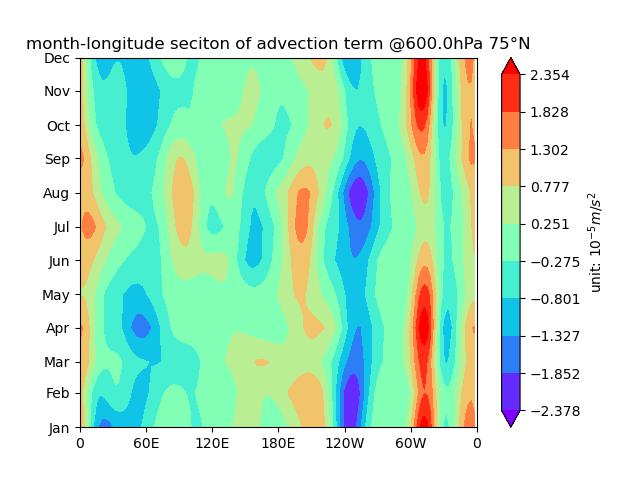 month-longitude seciton of advection term @600.0hPa 75°N
Dec
Nov
Oct
Sep
Aug
Jul
Jun
May
Apr
Mar
Feb
Jan
0 60E 120E 180E 120W 60W 0
2.354
1.828
1.302
0.777
0.251
−0.275
−0.801
−1.327
−1.852
−2.378
unit: 10⁻⁵m/s²